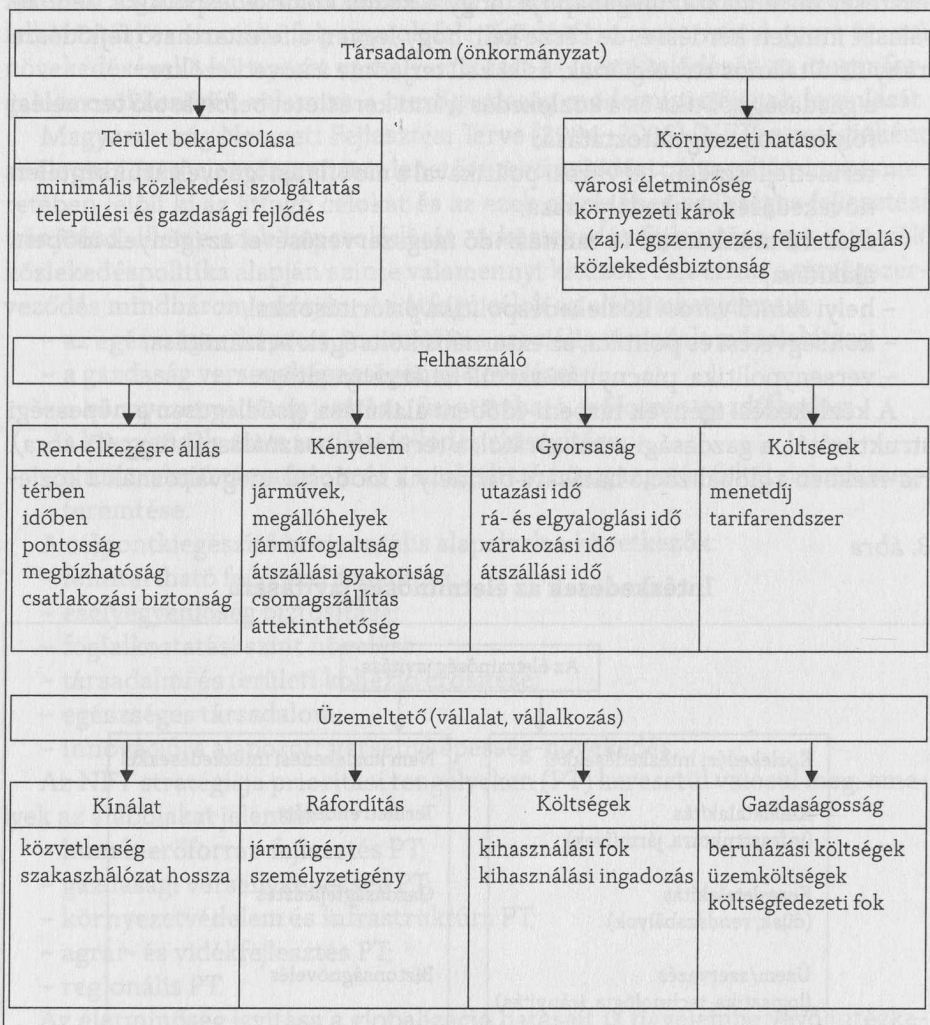 Társadalom (önkormányzat)
Terület bekapcsolása
minimális közlekedési szolgáltatás
települési és gazdasági fejlődés
Környezeti hatások
városi életminőség
környezeti károk
(zaj, légszennyezés, felületfoglalás)
közlekedésbiztonság
Felhasználó
Rendelkezésre állás
térben
időben
pontosság
megbízhatóság
csatlakozási biztonság
Kényelem
járművek,
megállóhelyek
járműfoglaltság
átszállási gyakoriság
csomagszállítás
áttekinthetőség
Gyorsaság
utazási idő
rá- és elgyaloglási idő
várakozási idő
átszállási idő
Költségek
menetdíj
tarifarendszer
Üzemeltető (vállalat, vállalkozás)
Kínálat
közvetlenség
szakaszhálózat hossza
Ráfordítás
járműigény
személyzetigény
Költségek
kihasználási fok
kihasználási ingadozás
Gazdaságosság
beruházási költségek
üzemköltségek
költségfedezeti fok